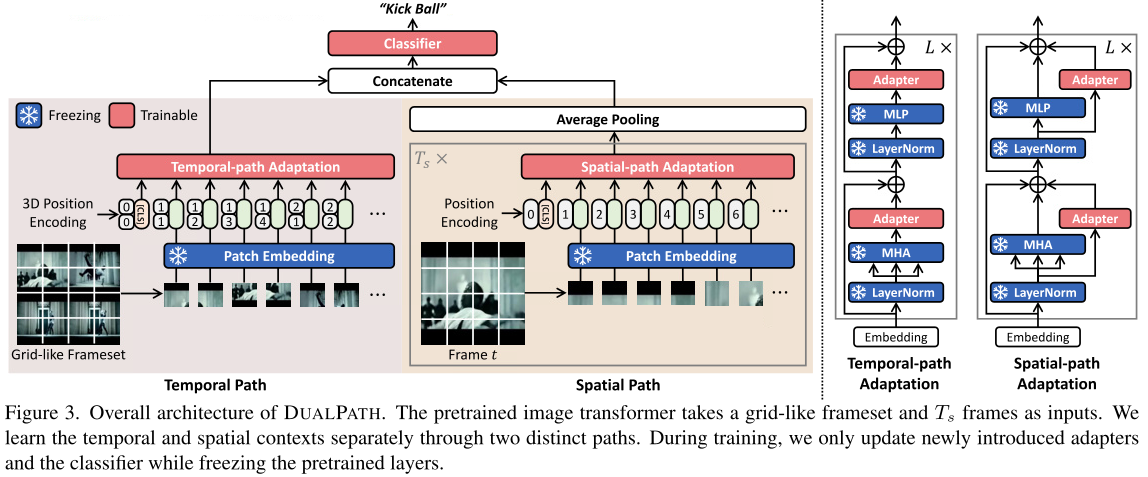 "Kick Ball"
Classifier
Concatenate
Freezing
Trainable
Average Pooling
T_s ×
Temporal-path Adaptation
Spatial-path Adaptation
3D Position
Encoding
0 0 [CLS] 1 1 1 2 1 3 1 4 2 1 2 2 ...
Position
Encoding
0 [CLS] 1 2 3 4 5 6 ...
Patch Embedding
Patch Embedding
...
...
Grid-like Frameset
Frame t
Temporal Path
Spatial Path
L ×
Adapter
MLP
LayerNorm
Adapter
MHA
LayerNorm
Embedding
Temporal-path
Adaptation
L ×
Adapter
MLP
LayerNorm
Adapter
MHA
LayerNorm
Embedding
Spatial-path
Adaptation
Figure 3. Overall architecture of DUALPATH. The pretrained image transformer takes a grid-like frameset and T_s frames as inputs. We
learn the temporal and spatial contexts separately through two distinct paths. During training, we only update newly introduced adapters
and the classifier while freezing the pretrained layers.